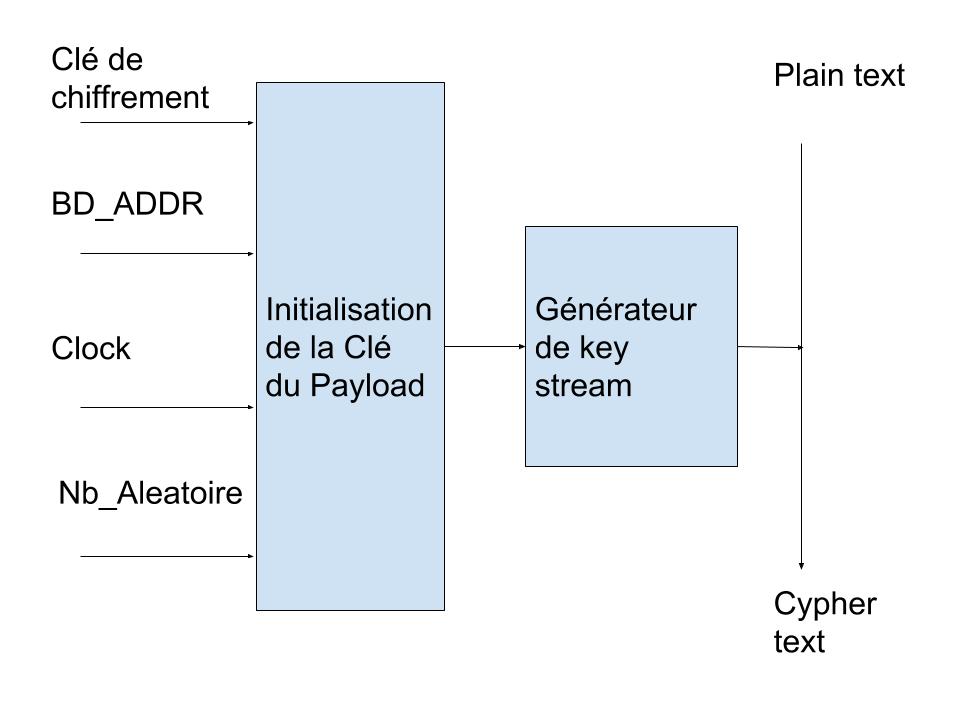 Clé de
chiffrement
BD_ADDR
Clock
Nb_Aleatoire
Initialisation
de la Clé
du Payload
Générateur
de key
stream
Plain text
Cypher
text